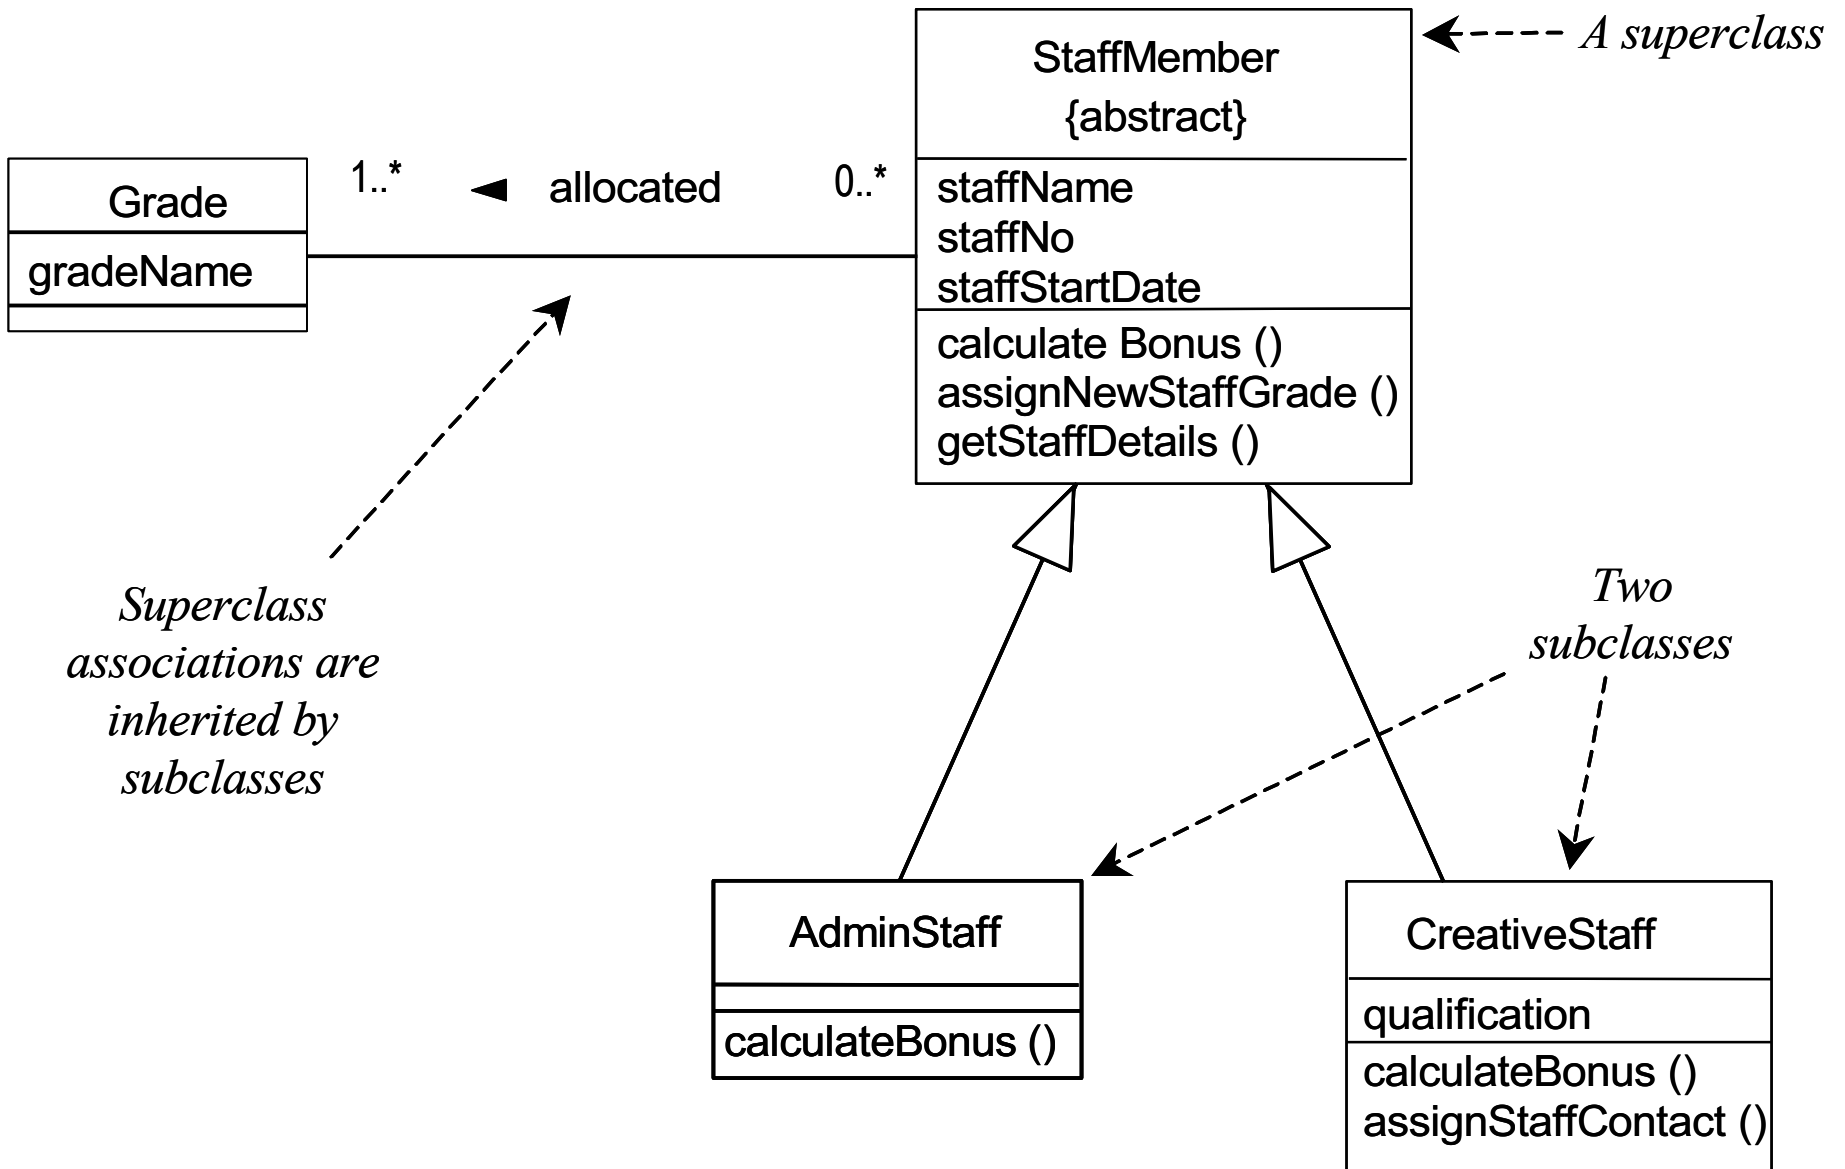 StaffMember
{abstract}
staffName
staffNo
staffStartDate
calculate Bonus ()
assignNewStaffGrade ()
getStaffDetails ()
A superclass
Grade
gradeName
1..*
allocated
0..*
Superclass
associations are
inherited by
subclasses
Two
subclasses
AdminStaff
calculateBonus ()
CreativeStaff
qualification
calculateBonus ()
assignStaffContact ()